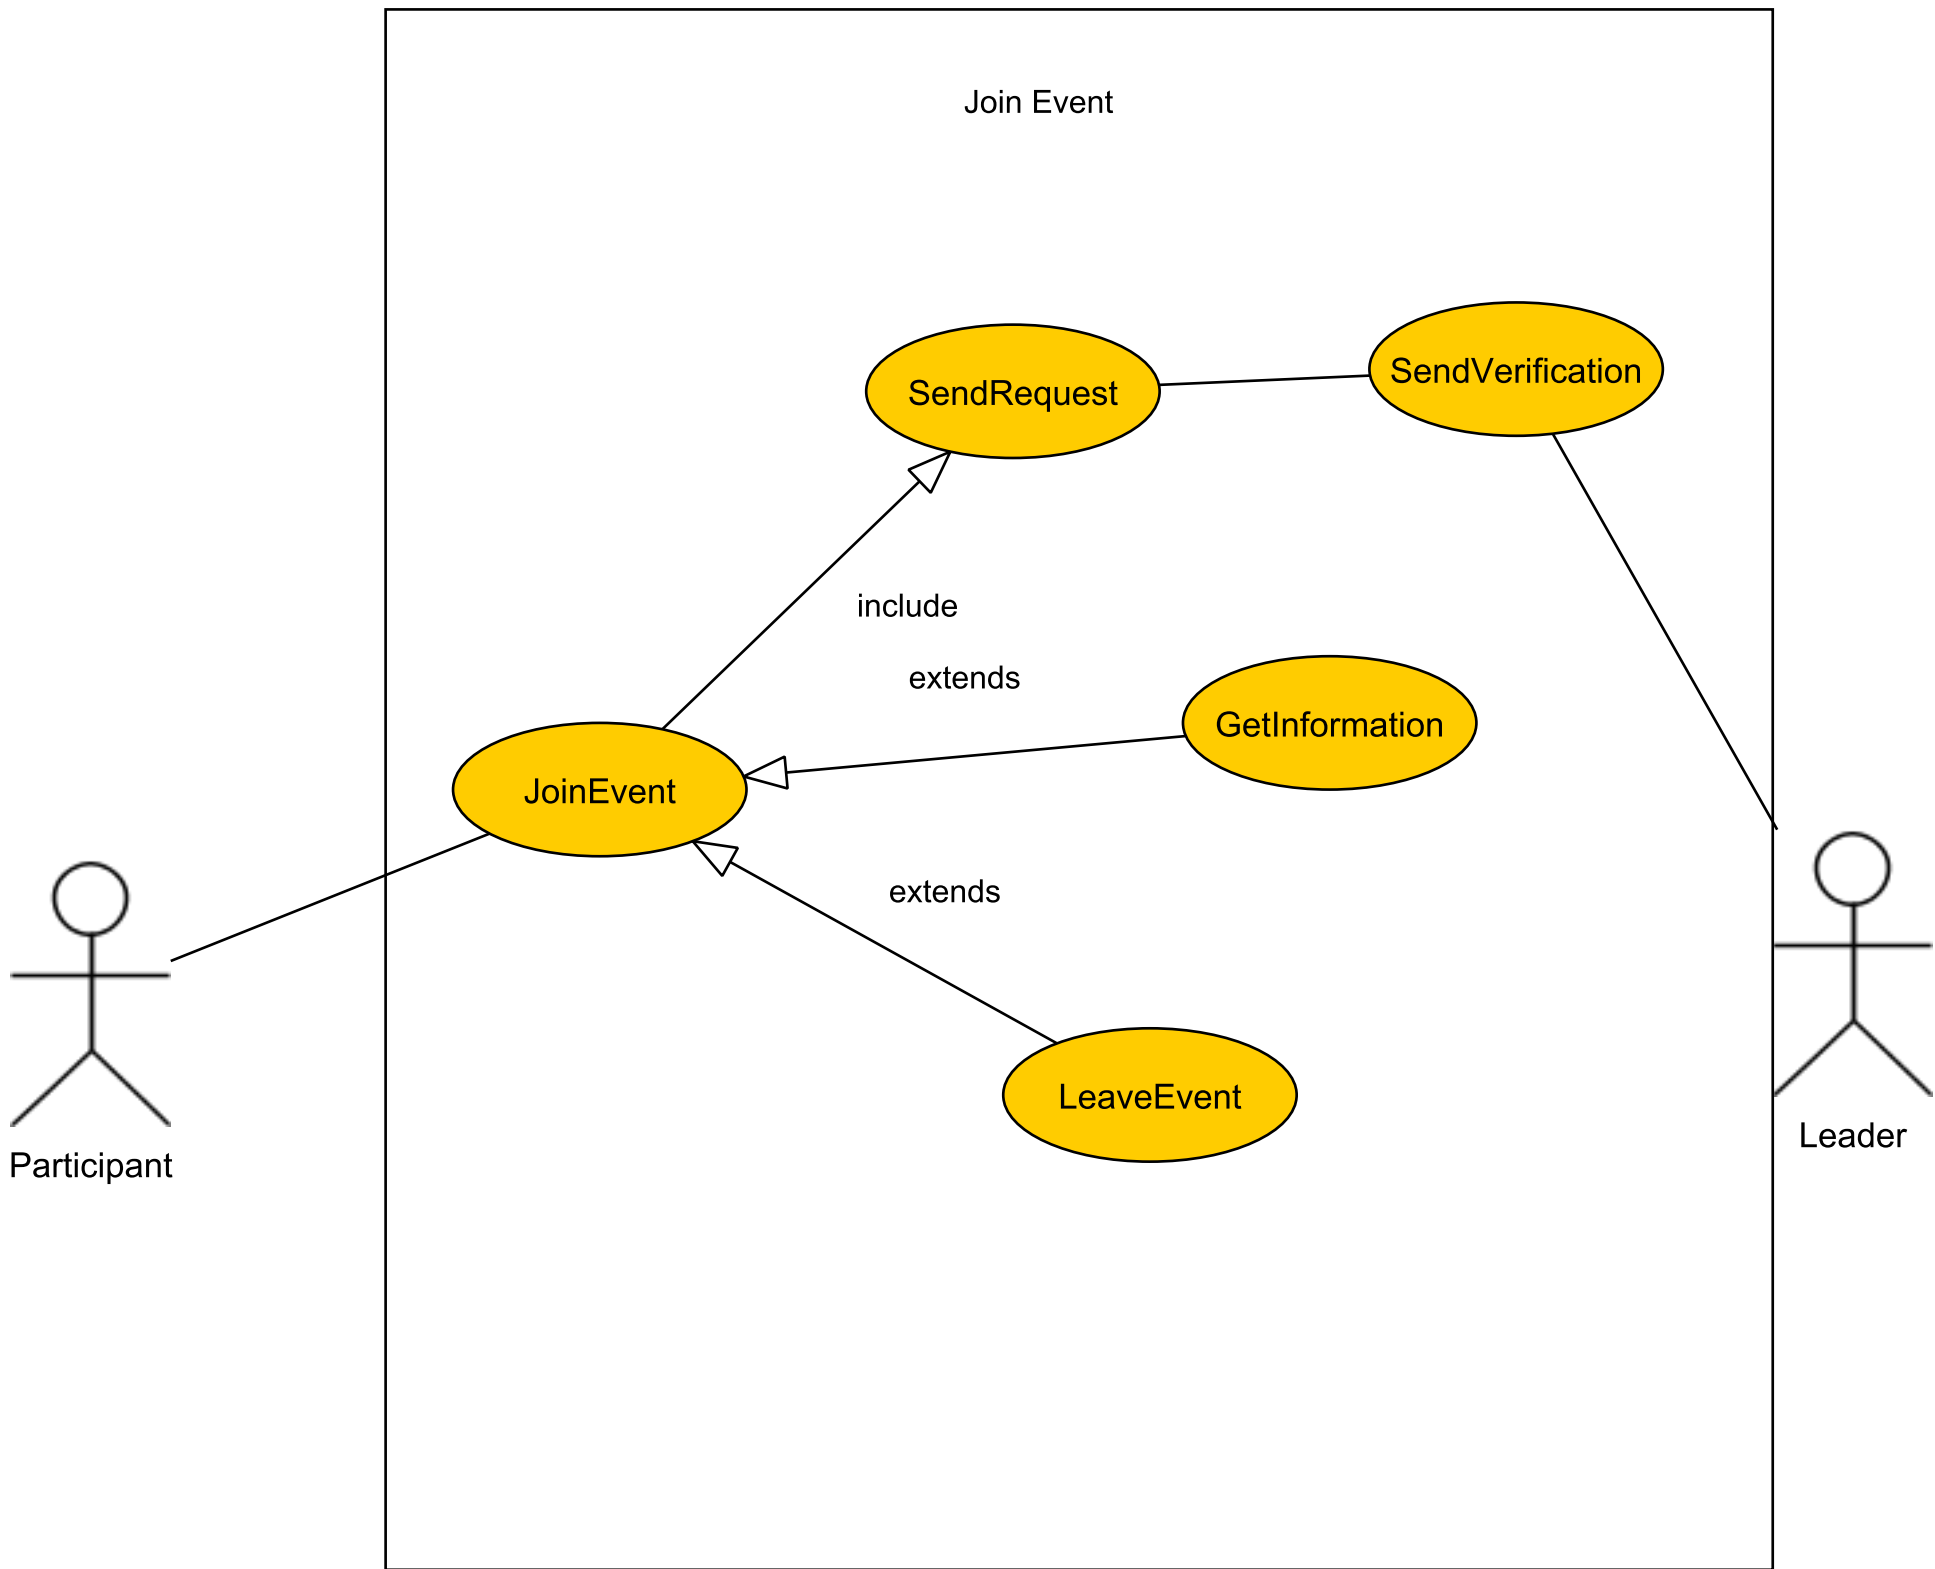 Join Event
SendRequest
SendVerification
include
extends
GetInformation
JoinEvent
extends
LeaveEvent
Participant
Leader